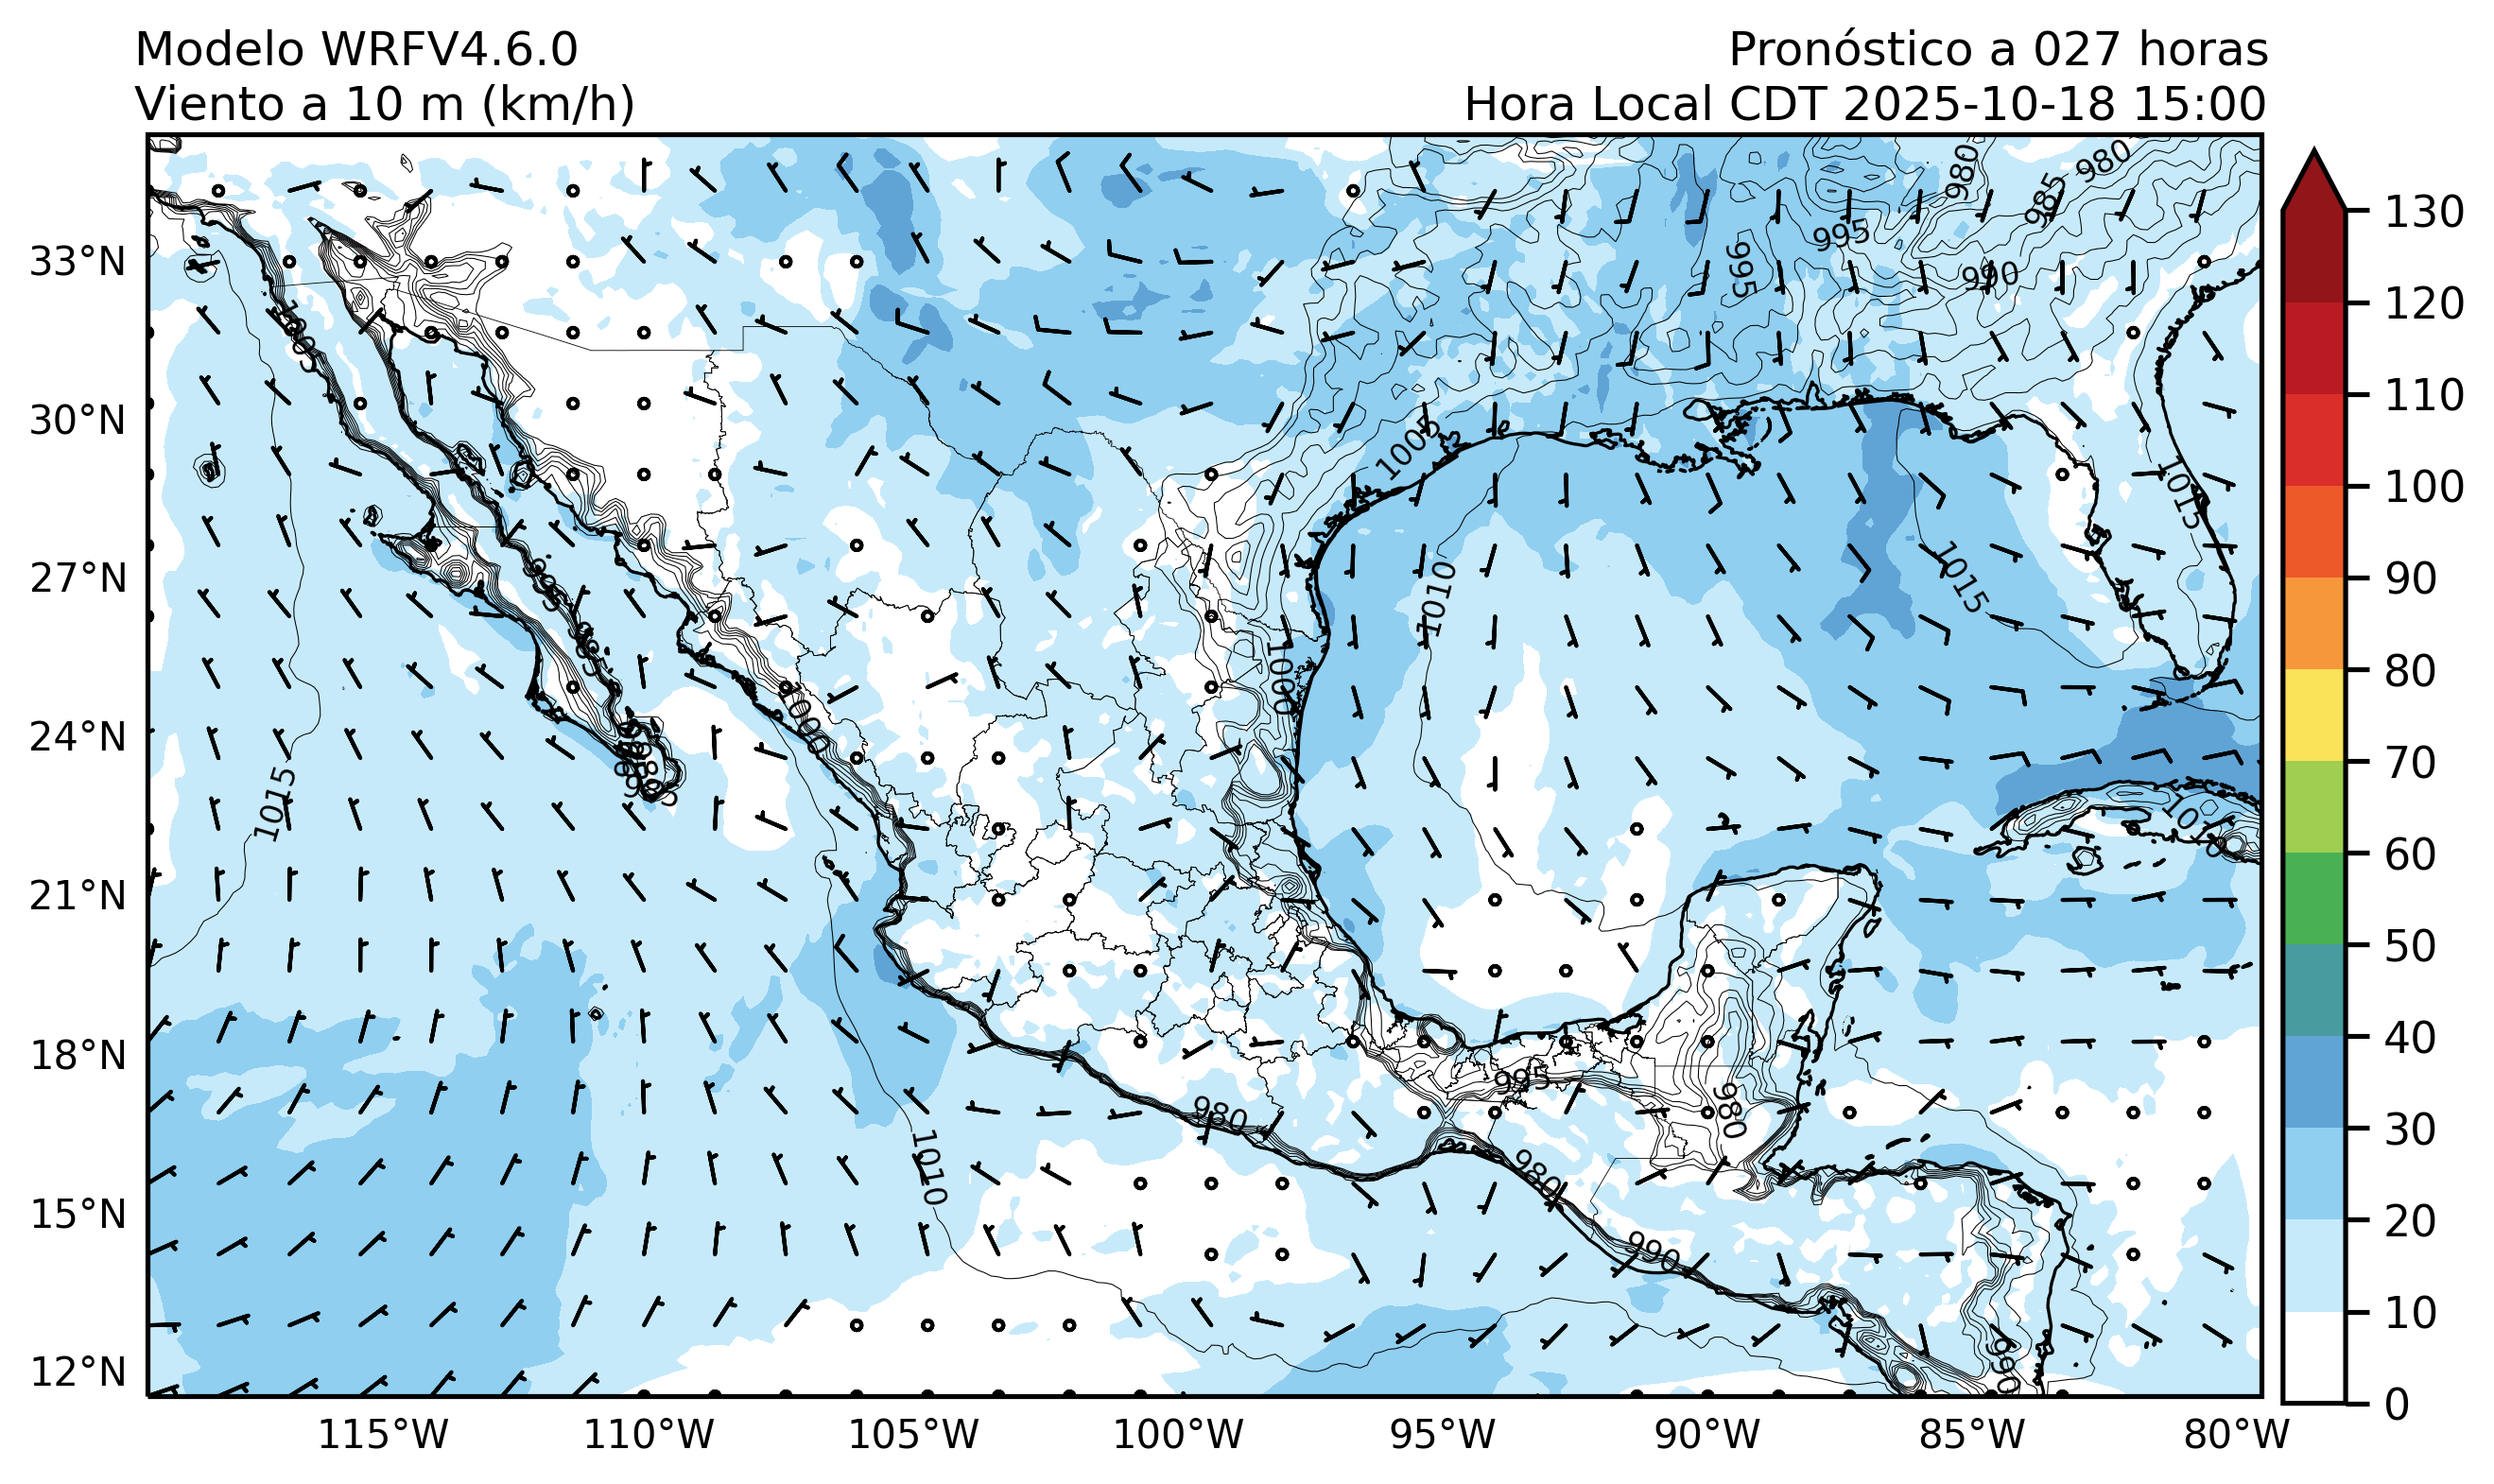 Modelo WRFV4.6.0
Pronóstico a 027 horas
Viento a 10 m (km/h)
Hora Local CDT 2025-10-18 15:00
33°N
30°N
27°N
24°N
21°N
18°N
15°N
12°N
115°W
110°W
105°W
100°W
95°W
90°W
85°W
80°W
130
120
110
100
90
80
70
60
50
40
30
20
10
0
980
980
985
995
990
995
1005
1015
1010
1015
1000
1000
1015
995
980
980
980
1010
990
990